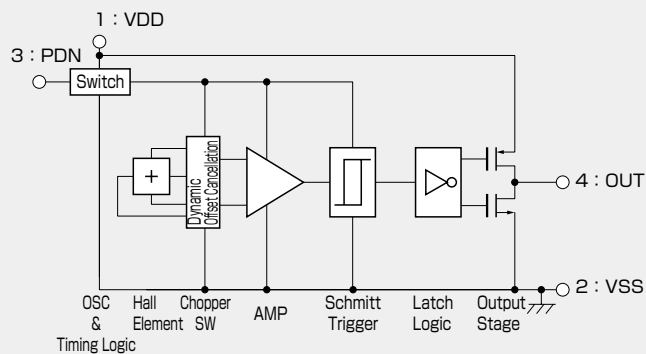 1 : VDD
3 : PDN
Switch
Dynamic
Offset Cancellation
+
4 : OUT
2 : VSS
OSC
&
Timing Logic
Hall
Element
Chopper
SW
AMP
Schmitt
Trigger
Latch
Logic
Output
Stage